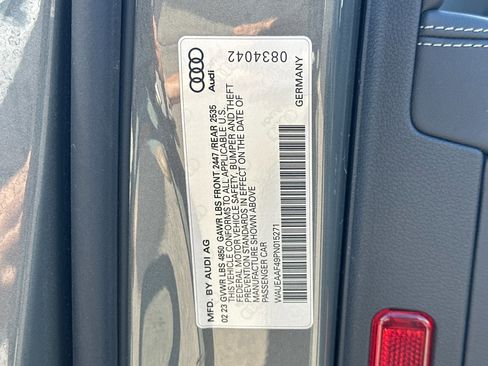 Audi
0834042
GERMANY
MFD. BY AUDI AG
02 23 GVWR LBS 4850 GAWR LBS FRONT 2447 / REAR 2535
THIS VEHICLE CONFORMS TO ALL APPLICABLE U.S.
FEDERAL MOTOR VEHICLE SAFETY, BUMPER AND THEFT
PREVENTION STANDARDS IN EFFECT ON THE DATE OF
MANUFACTURE SHOWN ABOVE
PASSENGER CAR
WAUEAAF49PN015271